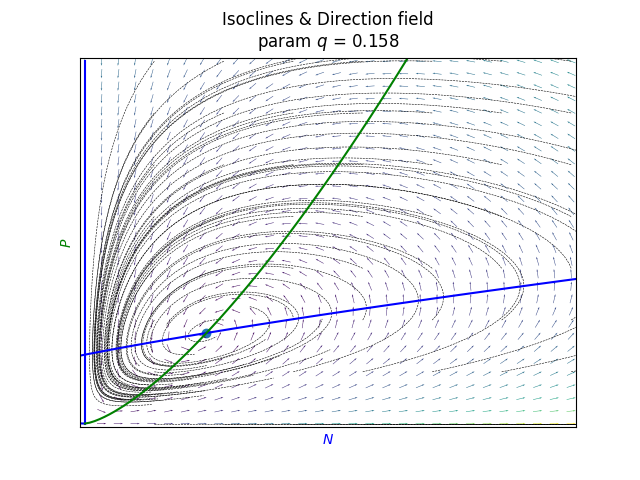 Isoclines & Direction field
param q = 0.158
P
N